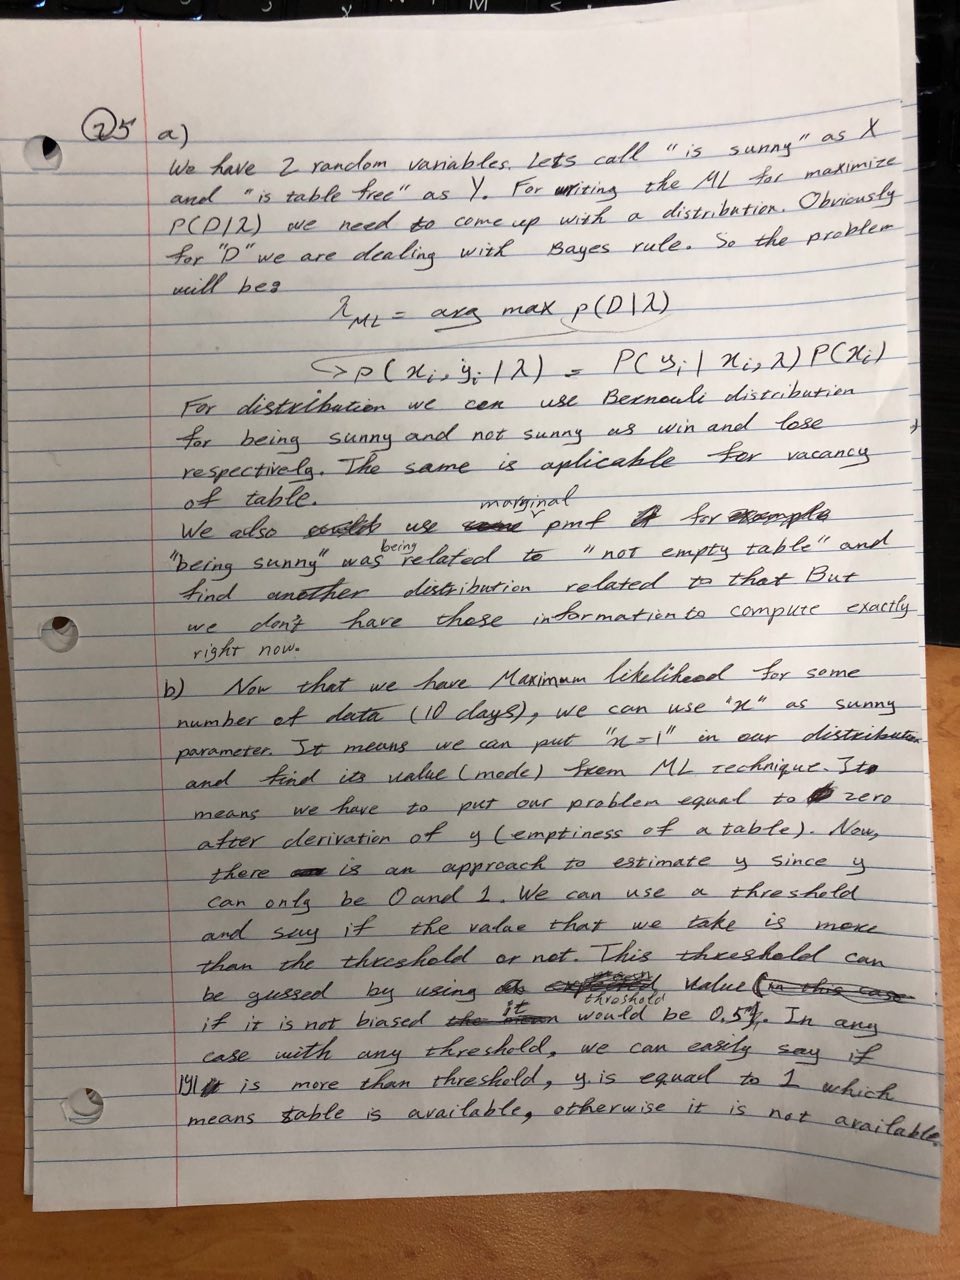 Q5 a)
We have 2 random variables. Lets call "is sunny" as X
and "is table free" as Y. For writing the ML for maximize
P(D|λ) we need to come up with a distribution. Obviously
for "D" we are dealing with Bayes rule. So the problem
will be:
λ_ML = arg max p(D|λ)
↳ p(xi, yi | λ) = P(yi | xi, λ) P(xi)
For distribution we can use Bernouli distribution
for being sunny and not sunny as win and lose
respectively. The same is aplicable for vacancy
of table.
We also use marginal pmf for
"being sunny" was being related to "not empty table" and
find another distribution related to that But
we don't have those information to compute exactly
right now.
b) Now that we have Maximum likelihood for some
number of data (10 days), we can use "x" as sunny
parameter. It means we can put "x=1" in our distribution
and find its value (mode) from ML technique. It
means we have to put our problem equal to zero
after derivation of y (emptiness of a table). Now,
there is an approach to estimate y since y
can only be 0 and 1. We can use a threshold
and say if the value that we take is more
than the threshold or not. This threshold can
be gussed by using mean value
if it is not biased it threshold would be 0.5. In any
case with any threshold, we can easily say if
|y| is more than threshold, y is equal to 1 which
means table is available, otherwise it is not available.